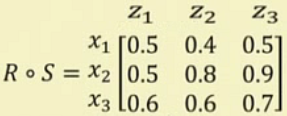 z₁ z₂ z₃
x₁ [0.5 0.4 0.5]
R ∘ S = x₂ [0.5 0.8 0.9]
x₃ [0.6 0.6 0.7]